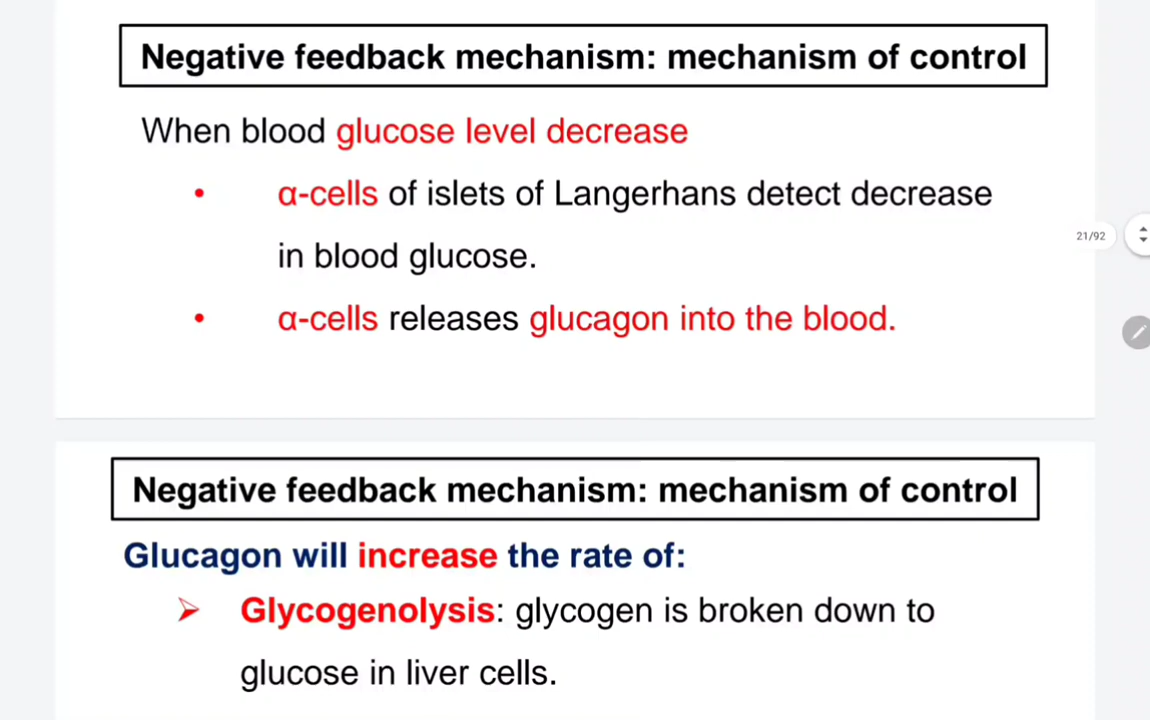 Negative feedback mechanism: mechanism of control
When blood glucose level decrease
• α-cells of islets of Langerhans detect decrease
in blood glucose.
21/92
• α-cells releases glucagon into the blood.
Negative feedback mechanism: mechanism of control
Glucagon will increase the rate of:
➢ Glycogenolysis: glycogen is broken down to
glucose in liver cells.